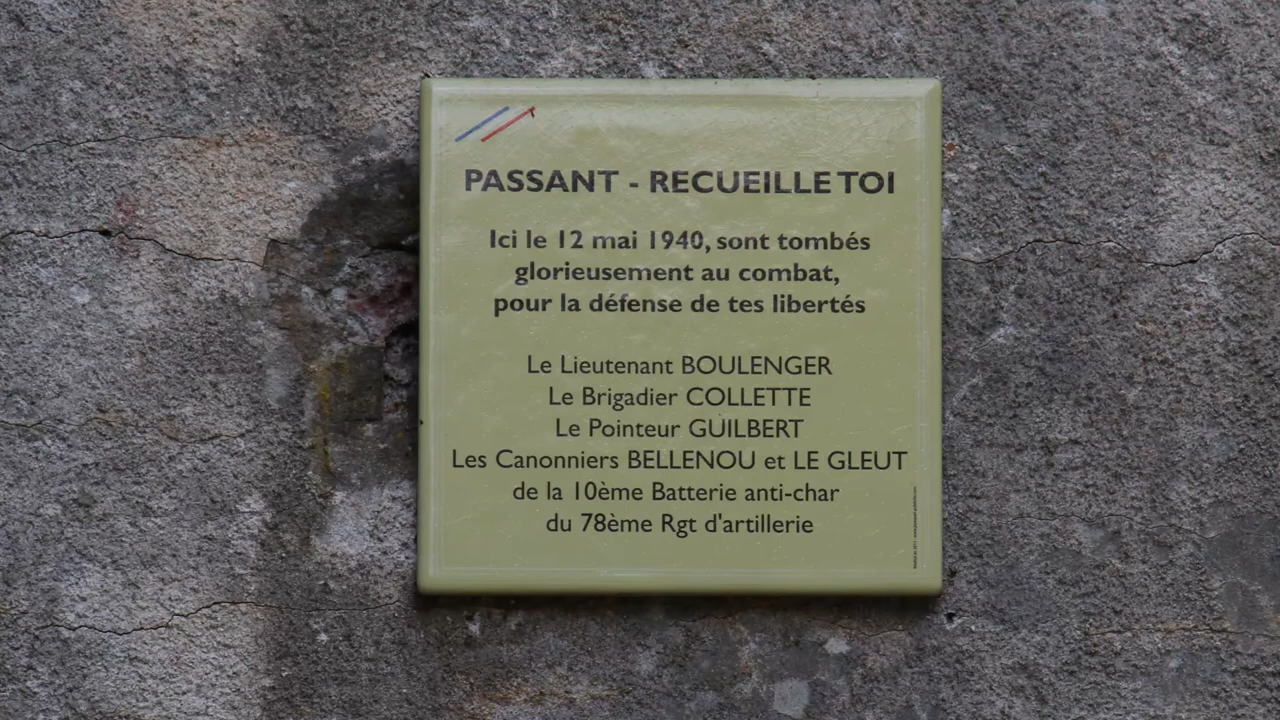 PASSANT - RECUEILLE TOI
Ici le 12 mai 1940, sont tombés
glorieusement au combat,
pour la défense de tes libertés
Le Lieutenant BOULENGER
Le Brigadier COLLETTE
Le Pointeur GUILBERT
Les Canonniers BELLENOU et LE GLEUT
de la 10ème Batterie anti-char
du 78ème Rgt d'artillerie